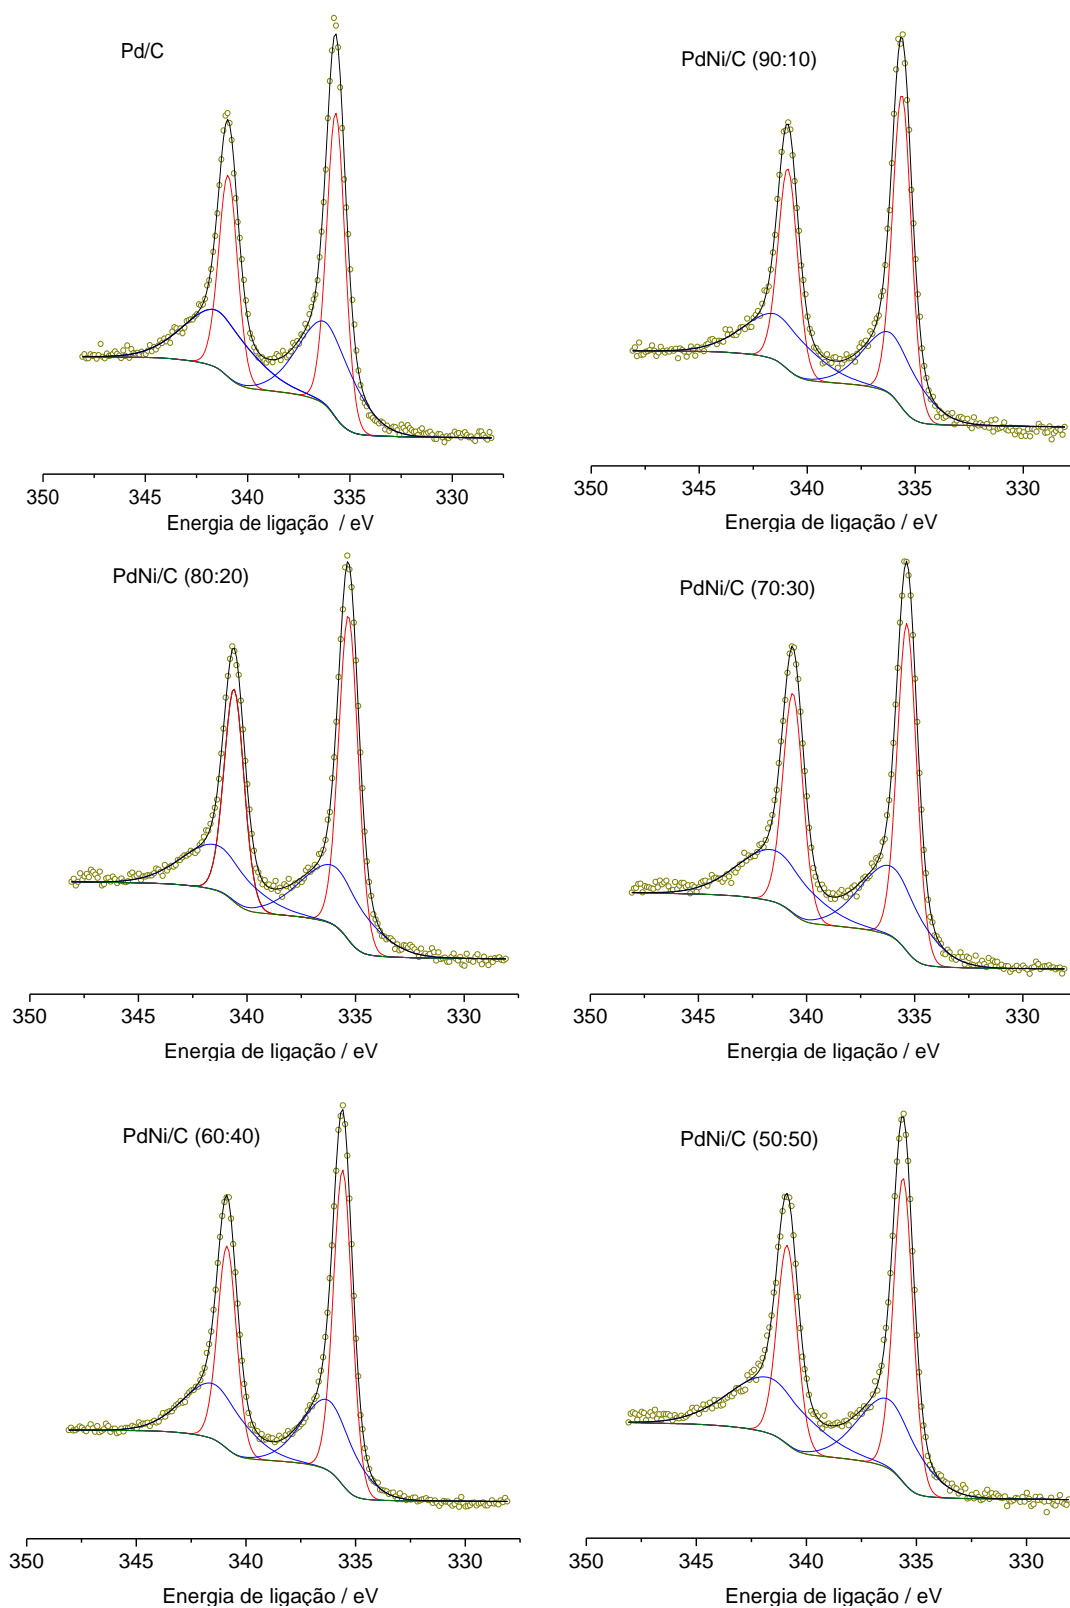 Pd/C
350 345 340 335 330
Energia de ligação / eV
PdNi/C (90:10)
350 345 340 335 330
Energia de ligação / eV
PdNi/C (80:20)
350 345 340 335 330
Energia de ligação / eV
PdNi/C (70:30)
350 345 340 335 330
Energia de ligação / eV
PdNi/C (60:40)
350 345 340 335 330
Energia de ligação / eV
PdNi/C (50:50)
350 345 340 335 330
Energia de ligação / eV